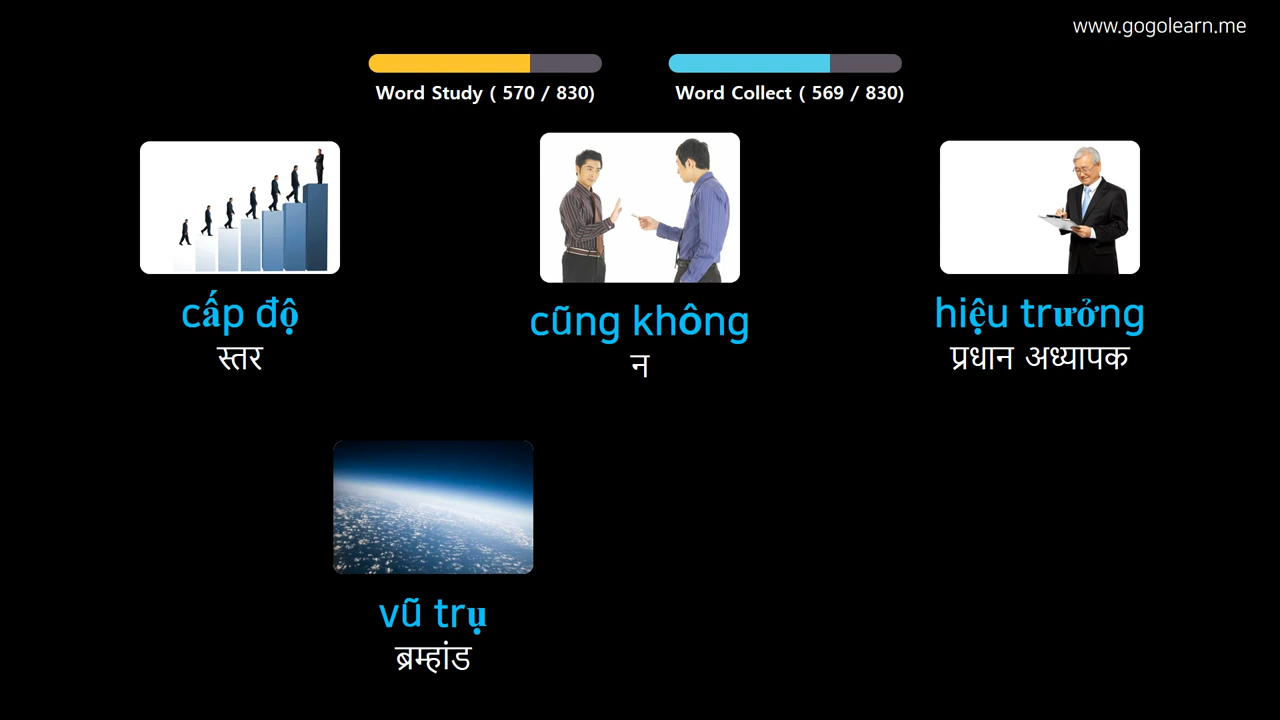 www.gogolearn.me
Word Study ( 570 / 830)
Word Collect ( 569 / 830)
cấp độ
स्तर
cũng không
न
hiệu trưởng
प्रधान अध्यापक
vũ trụ
ब्रम्हांड